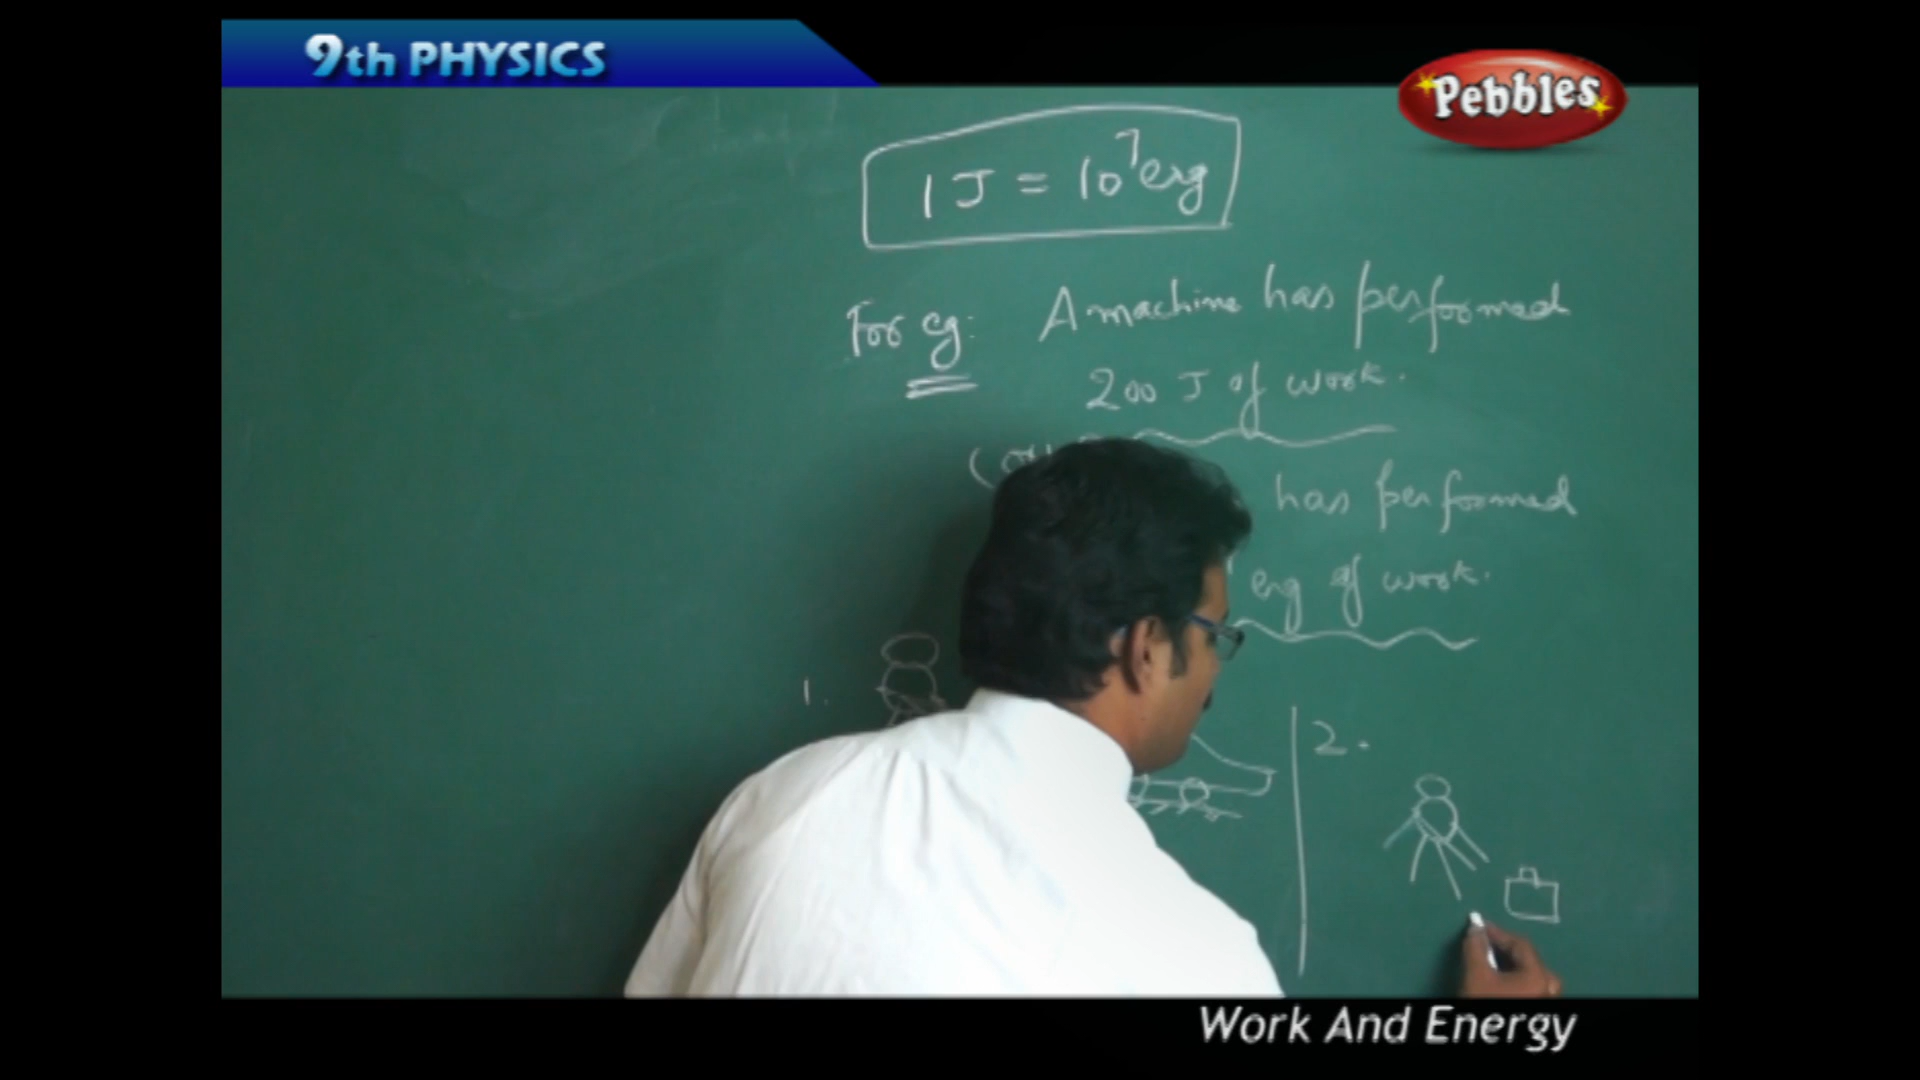 9th PHYSICS
Pebbles
1 J = 10⁷ erg
For eg: A machine has performed
200 J of work.
has performed
erg of work.
1.
2.
Work And Energy